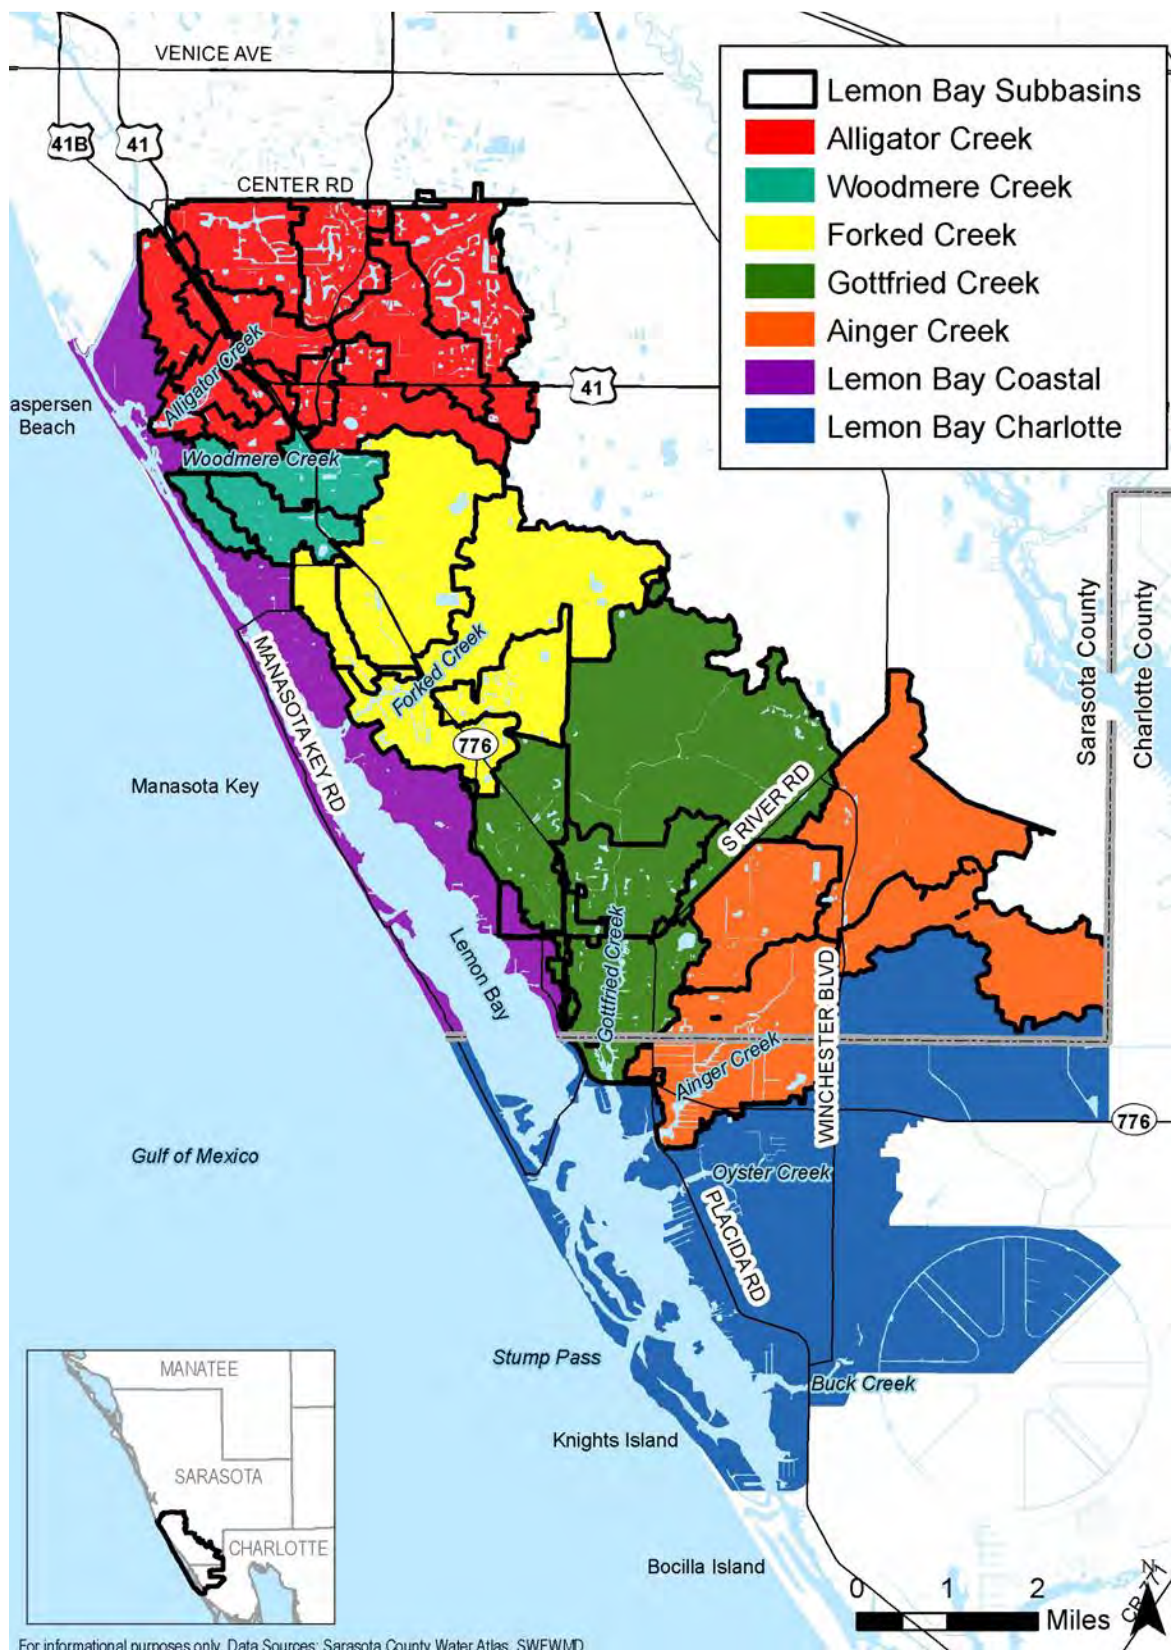 VENICE AVE
41B
41
CENTER RD
Lemon Bay Subbasins
Alligator Creek
Woodmere Creek
Forked Creek
Gottfried Creek
Ainger Creek
Lemon Bay Coastal
Lemon Bay Charlotte
Alligator Creek
41
aspersen
Beach
Woodmere Creek
Sarasota County
Charlotte County
MANASOTA KEY RD
Forked Creek
776
Manasota Key
S RIVER RD
Lemon Bay
Gottfried Creek
WINCHESTER BLVD
Ainger Creek
776
Gulf of Mexico
Oyster Creek
PLACIDA RD
Stump Pass
Buck Creek
Knights Island
Bocilla Island
MANATEE
SARASOTA
CHARLOTTE
0 1 2
Miles
N
For informational purposes only. Data Sources: Sarasota County Water Atlas, SWFWMD